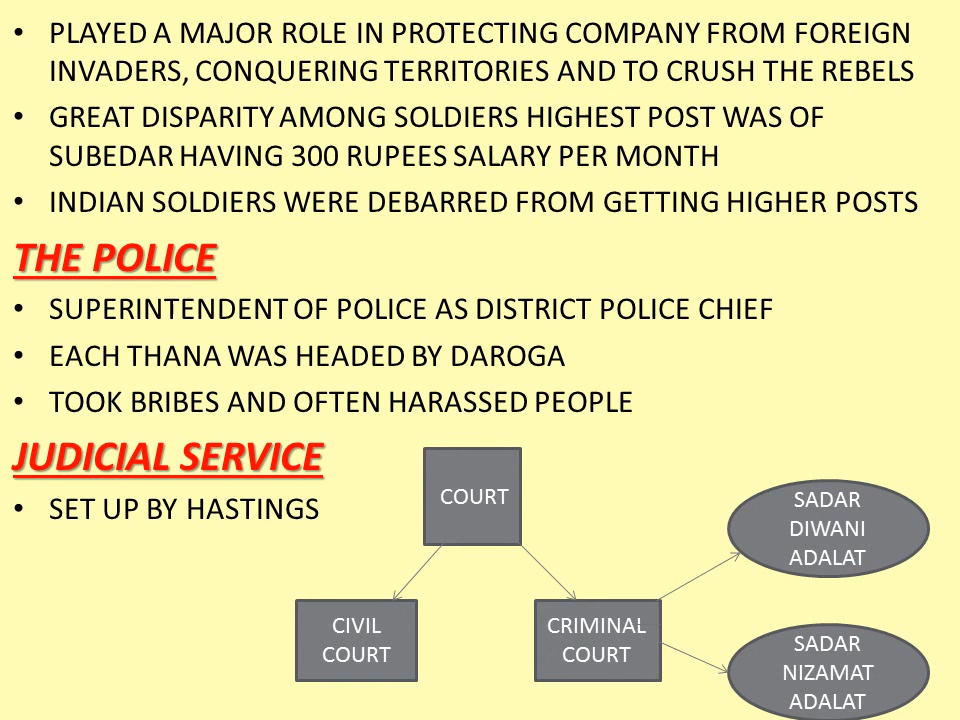 • PLAYED A MAJOR ROLE IN PROTECTING COMPANY FROM FOREIGN
INVADERS, CONQUERING TERRITORIES AND TO CRUSH THE REBELS
• GREAT DISPARITY AMONG SOLDIERS HIGHEST POST WAS OF
SUBEDAR HAVING 300 RUPEES SALARY PER MONTH
• INDIAN SOLDIERS WERE DEBARRED FROM GETTING HIGHER POSTS
THE POLICE
• SUPERINTENDENT OF POLICE AS DISTRICT POLICE CHIEF
• EACH THANA WAS HEADED BY DAROGA
• TOOK BRIBES AND OFTEN HARASSED PEOPLE
JUDICIAL SERVICE
• SET UP BY HASTINGS
COURT
CIVIL
COURT
CRIMINAL
COURT
SADAR
DIWANI
ADALAT
SADAR
NIZAMAT
ADALAT